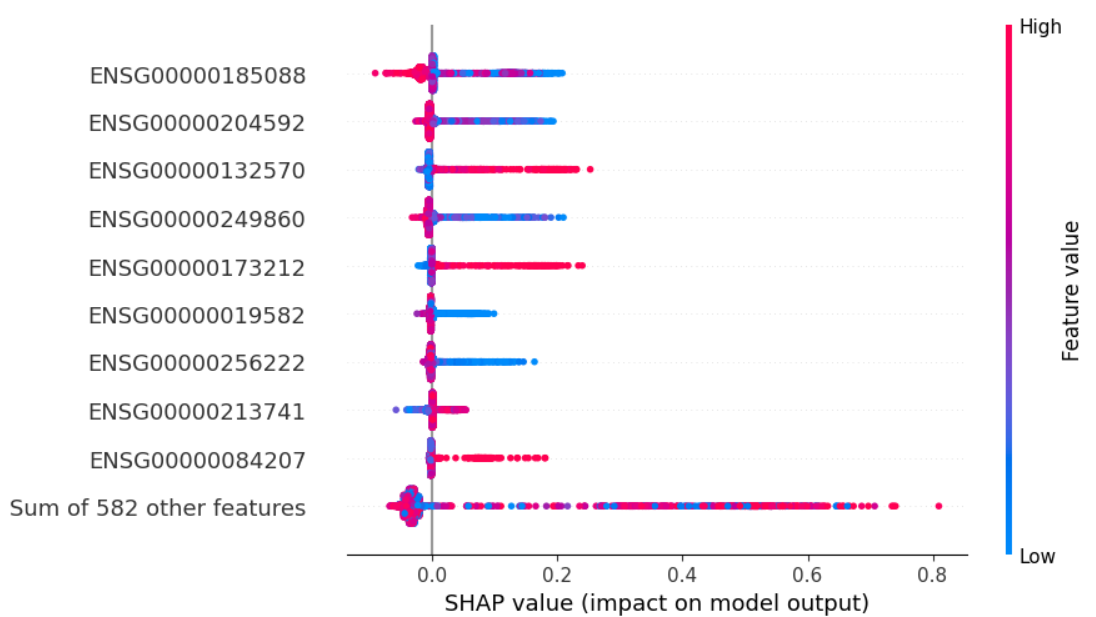 High
ENSG00000185088
ENSG00000204592
ENSG00000132570
ENSG00000249860
ENSG00000173212
ENSG00000019582
ENSG00000256222
ENSG00000213741
ENSG00000084207
Sum of 582 other features
Feature value
Low
0.0 0.2 0.4 0.6 0.8
SHAP value (impact on model output)